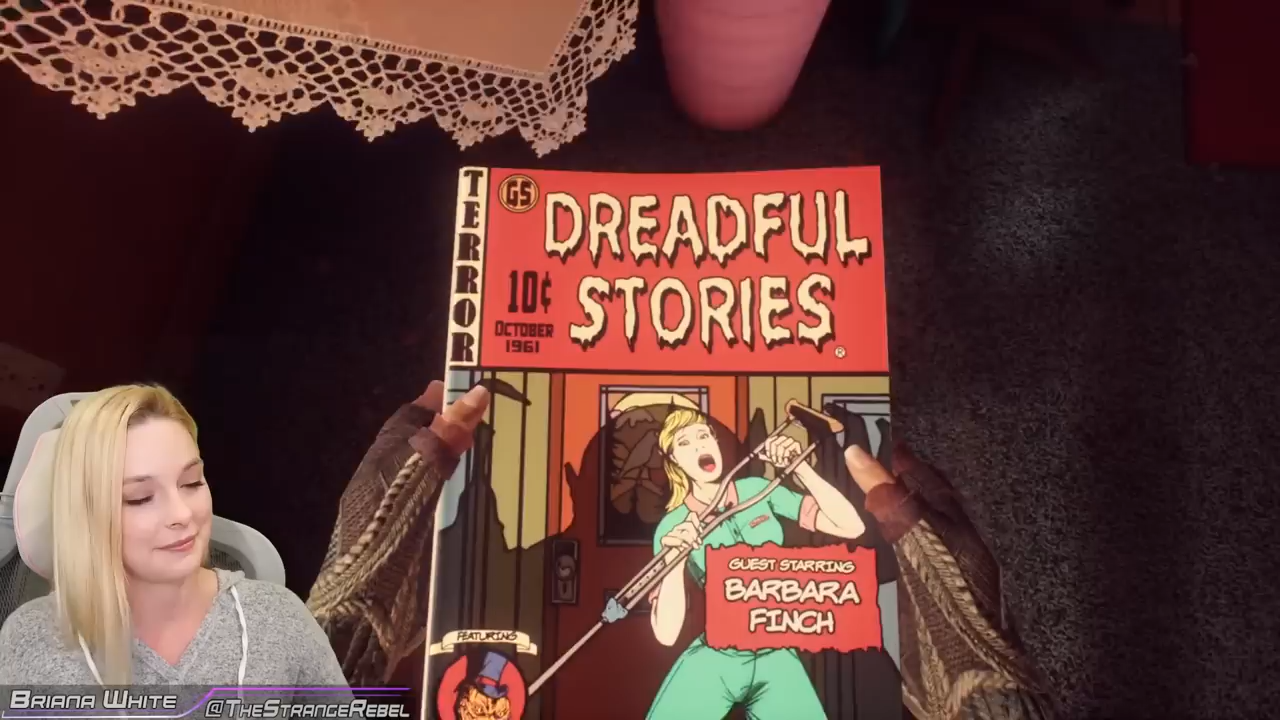 TERROR
GS
DREADFUL
STORIES
10¢
OCTOBER
1961
®
GUEST STARRING
BARBARA
FINCH
FEATURING
BRIANA WHITE
@THESTRANGEREBEL